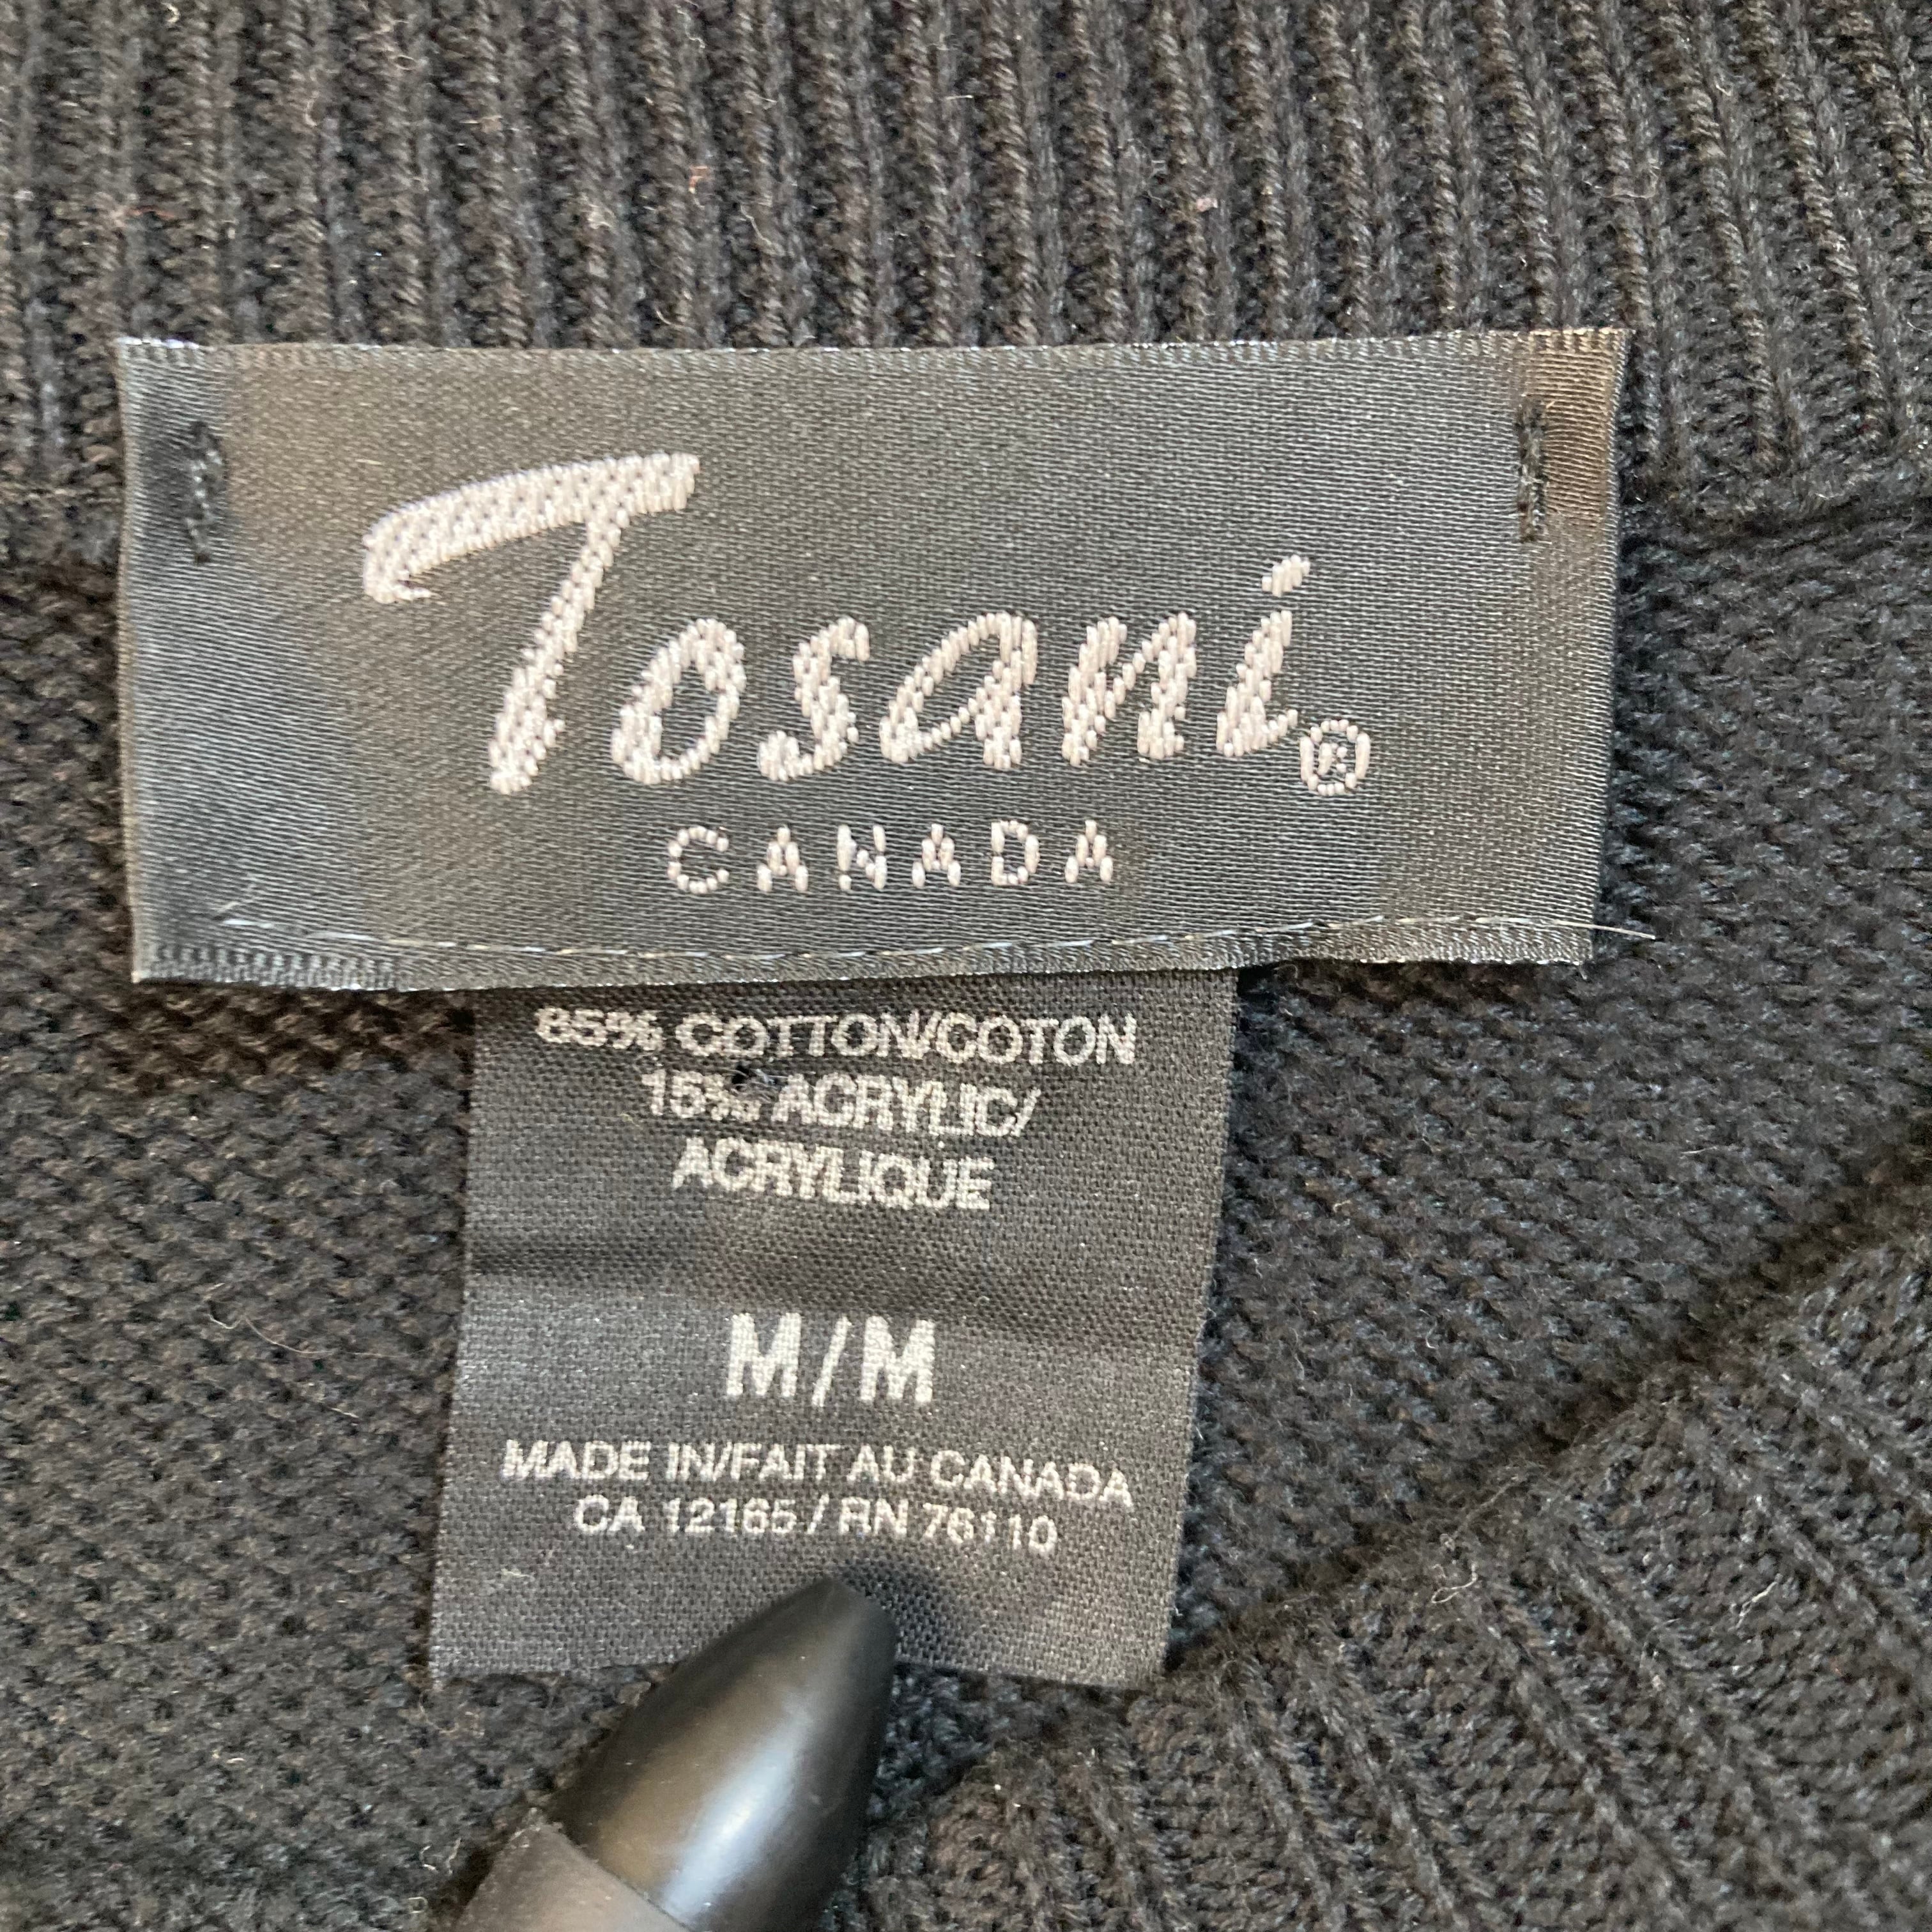 Tosani®
CANADA
85% COTTON/COTON
15% ACRYLIC/
ACRYLIQUE
M/M
MADE IN/FAIT AU CANADA
CA 12165 / RN 76110